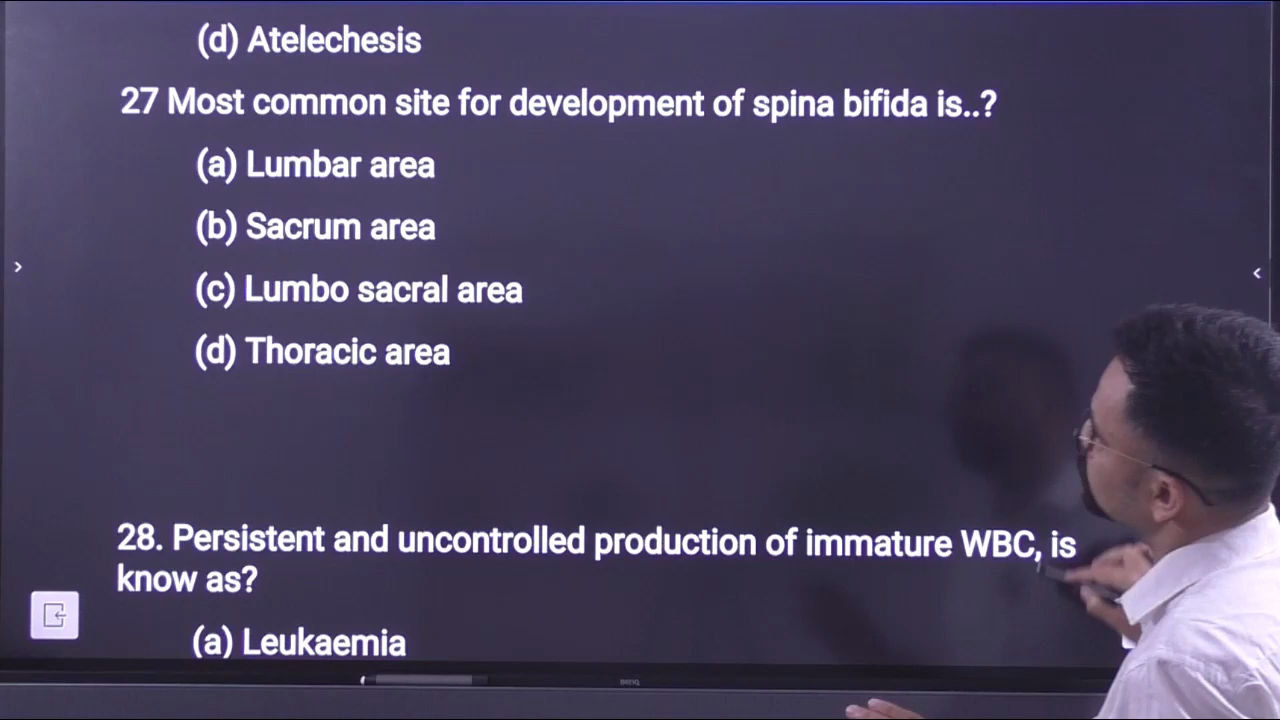 (d) Atelechesis
27 Most common site for development of spina bifida is..?
(a) Lumbar area
(b) Sacrum area
(c) Lumbo sacral area
(d) Thoracic area
28. Persistent and uncontrolled production of immature WBC, is
know as?
(a) Leukaemia
BenQ